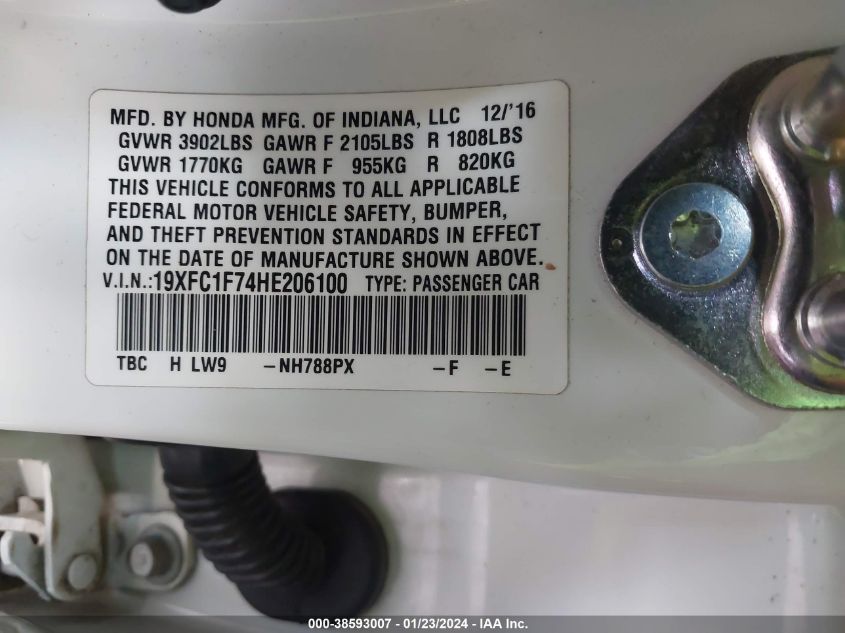 MFD. BY HONDA MFG. OF INDIANA, LLC 12/'16
GVWR 3902LBS GAWR F 2105LBS R 1808LBS
GVWR 1770KG GAWR F 955KG R 820KG
THIS VEHICLE CONFORMS TO ALL APPLICABLE
FEDERAL MOTOR VEHICLE SAFETY, BUMPER,
AND THEFT PREVENTION STANDARDS IN EFFECT
ON THE DATE OF MANUFACTURE SHOWN ABOVE.
V.I.N.:19XFC1F74HE206100 TYPE: PASSENGER CAR
TBC H LW9 -NH788PX -F -E
000-38593007 - 01/23/2024 - IAA Inc.